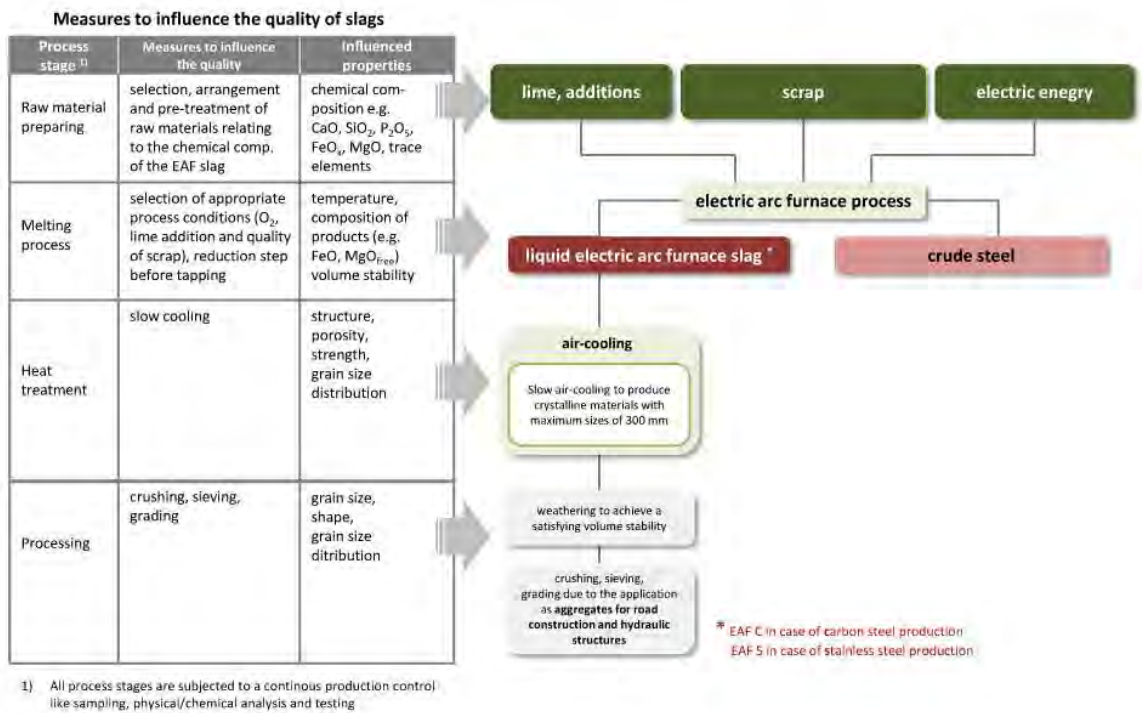 Measures to influence the quality of slags
Process
stage 1)
Measures to influence
the quality
Influenced
properties
Raw material
preparing
selection, arrangement
and pre-treatment of
raw materials relating
to the chemical comp.
of the EAF slag
chemical com-
position e.g.
CaO, SiO2, P2O5,
FeOx, MgO, trace
elements
Melting
process
selection of appropriate
process conditions (O2,
lime addition and quality
of scrap), reduction step
before tapping
temperature,
composition of
products (e.g.
FeO, MgOfree)
volume stability
Heat
treatment
slow cooling
structure,
porosity,
strength,
grain size
distribution
Processing
crushing, sieving,
grading
grain size,
shape,
grain size
ditribution
1) All process stages are subjected to a continous production control
like sampling, physical/chemical analysis and testing
lime, additions
scrap
electric enegry
electric arc furnace process
liquid electric arc furnace slag *
crude steel
air-cooling
Slow air-cooling to produce
crystalline materials with
maximum sizes of 300 mm
weathering to achieve a
satisfying volume stability
crushing, sieving,
grading due to the application
as aggregates for road
construction and hydraulic
structures
* EAF C in case of carbon steel production
EAF S in case of stainless steel production